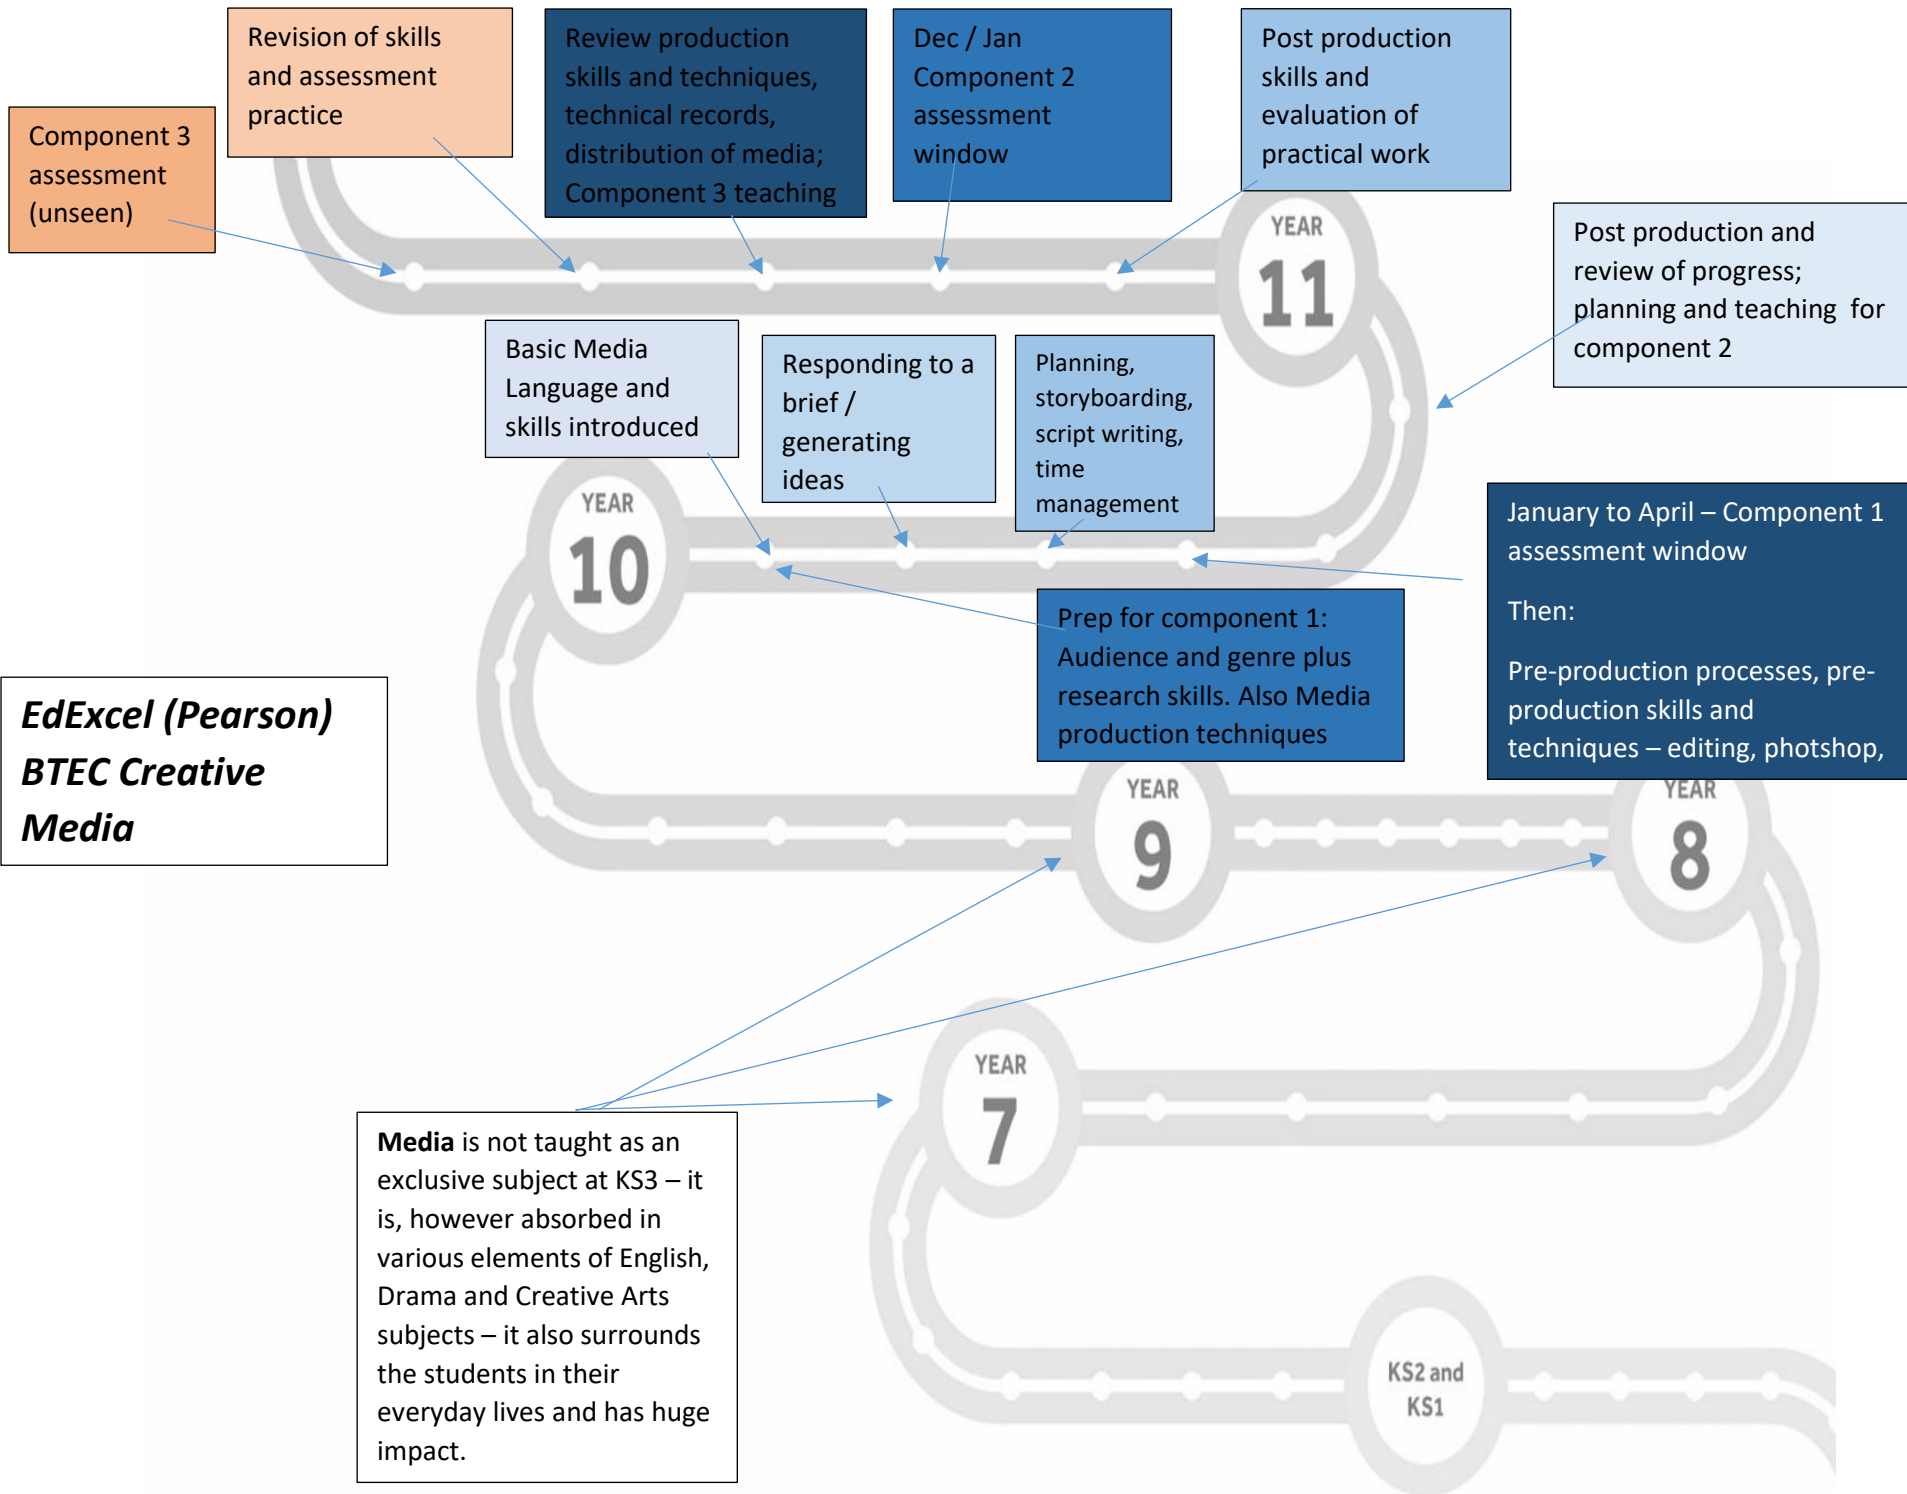 Revision of skills
and assessment
practice
Review production
skills and techniques,
technical records,
distribution of media;
Component 3 teaching
Dec / Jan
Component 2
assessment
window
Post production
skills and
evaluation of
practical work
Component 3
assessment
(unseen)
YEAR
11
Post production and
review of progress;
planning and teaching  for
component 2
Basic Media
Language and
skills introduced
Responding to a
brief /
generating
ideas
Planning,
storyboarding,
script writing,
time
management
YEAR
10
January to April – Component 1
assessment window
Then:
Pre-production processes, pre-
production skills and
techniques – editing, photshop,
Prep for component 1:
Audience and genre plus
research skills. Also Media
production techniques
EdExcel (Pearson)
BTEC Creative
Media
YEAR
9
YEAR
8
YEAR
7
Media is not taught as an
exclusive subject at KS3 – it
is, however absorbed in
various elements of English,
Drama and Creative Arts
subjects – it also surrounds
the students in their
everyday lives and has huge
impact.
KS2 and
KS1